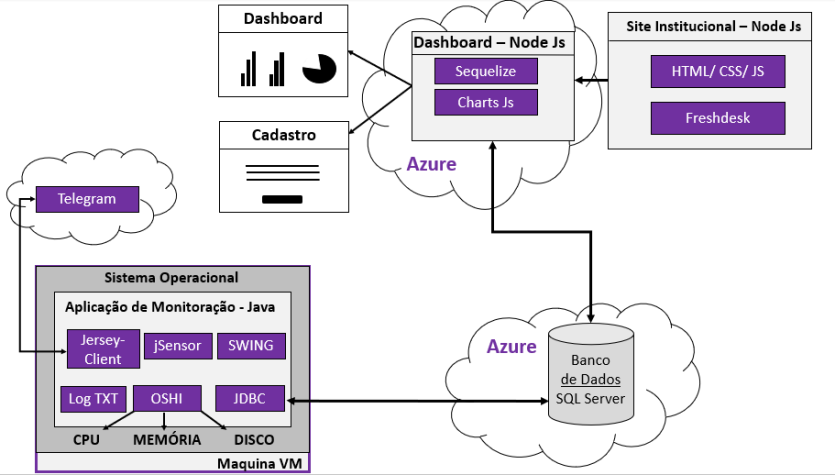 Dashboard
Dashboard – Node Js
Sequelize
Charts Js
Site Institucional – Node Js
HTML/ CSS/ JS
Freshdesk
Cadastro
Azure
Telegram
Sistema Operacional
Aplicação de Monitoração - Java
Jersey-
Client
jSensor
SWING
Log TXT
OSHI
JDBC
CPU
MEMÓRIA
DISCO
Maquina VM
Azure
Banco
de Dados
SQL Server